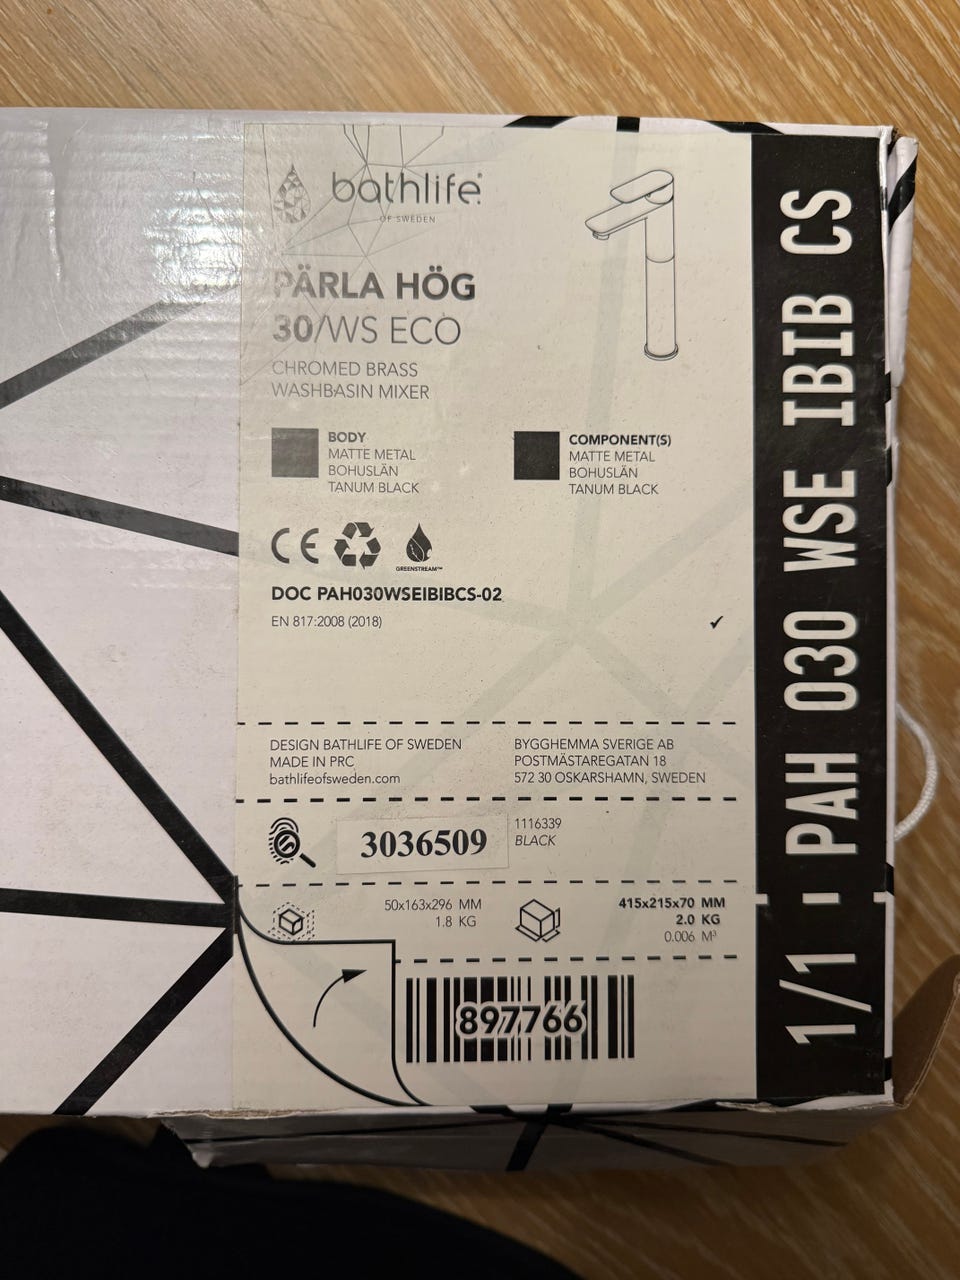 bathlife
OF SWEDEN
PÄRLA HÖG
30/WS ECO
CHROMED BRASS
WASHBASIN MIXER
BODY
MATTE METAL
BOHUSLÄN
TANUM BLACK
COMPONENT(S)
MATTE METAL
BOHUSLÄN
TANUM BLACK
CE
GREENSTREAM™
DOC PAH030WSEIBIBCS-02
EN 817:2008 (2018)
DESIGN BATHLIFE OF SWEDEN
MADE IN PRC
bathlifeofsweden.com
BYGGHEMMA SVERIGE AB
POSTMÄSTAREGATAN 18
572 30 OSKARSHAMN, SWEDEN
3036509
1116339
BLACK
50x163x296 MM
1.8 KG
415x215x70 MM
2.0 KG
0.006 M³
897766
1/1 - PAH 030 WSE IBIB CS